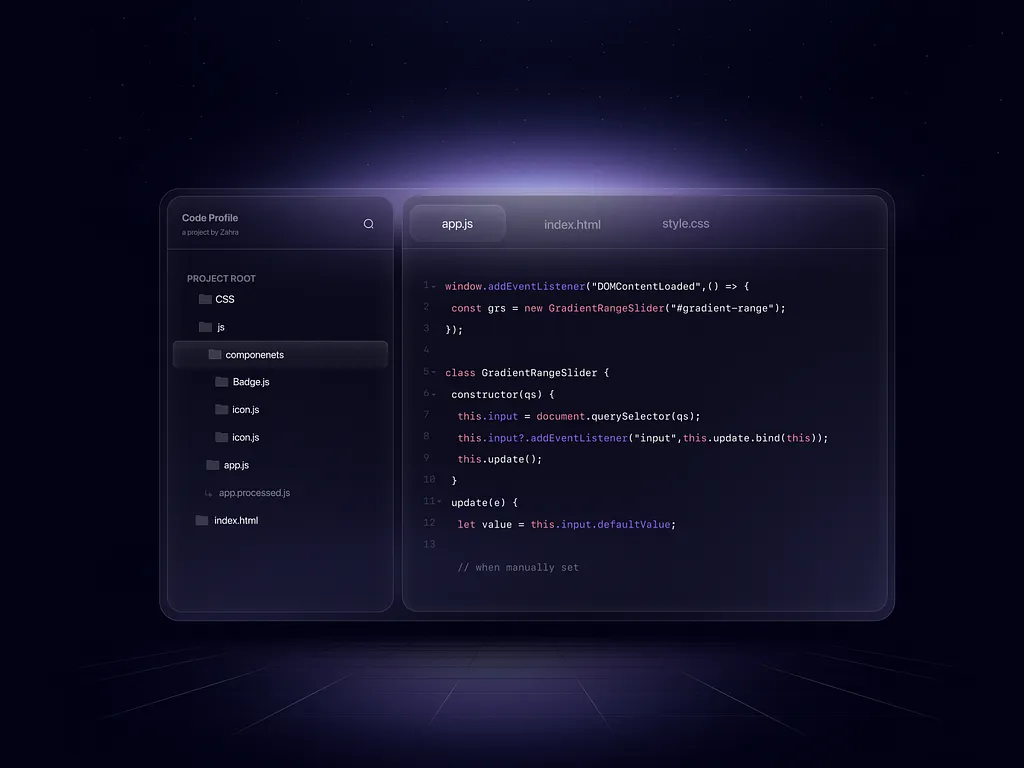 Code Profile
a project by Zahra
PROJECT ROOT
CSS
js
componenets
Badge.js
icon.js
icon.js
app.js
app.processed.js
index.html
app.js index.html style.css
1 window.addEventListener("DOMContentLoaded",() => {
2 const grs = new GradientRangeSlider("#gradient-range");
3 });
4
5 class GradientRangeSlider {
6 constructor(qs) {
7 this.input = document.querySelector(qs);
8 this.input?.addEventListener("input",this.update.bind(this));
9 this.update();
10 }
11 update(e) {
12 let value = this.input.defaultValue;
13
// when manually set